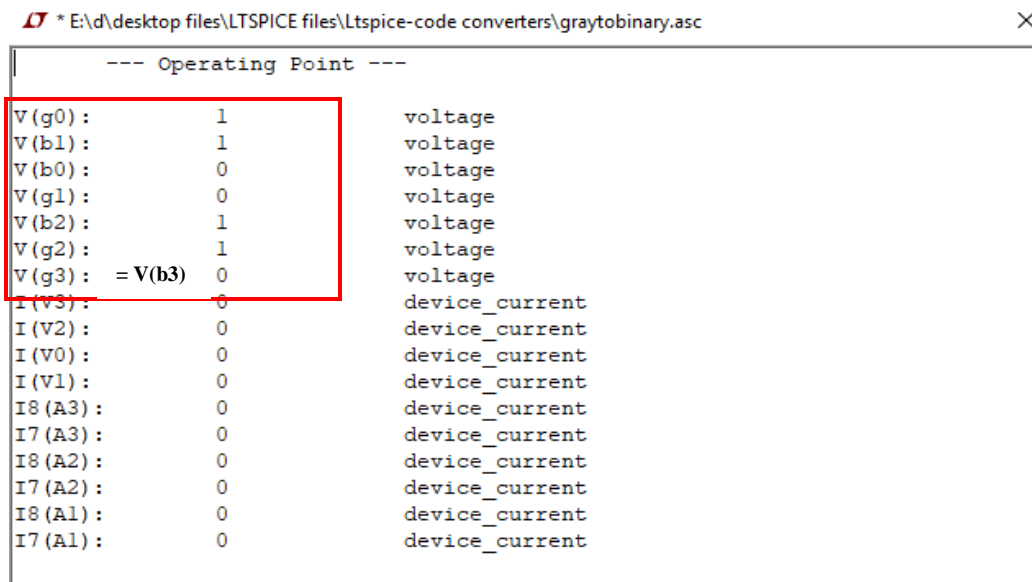 * E:\d\desktop files\LTSPICE files\Ltspice-code converters\graytobinary.asc
--- Operating Point ---
V(g0): 1 voltage
V(b1): 1 voltage
V(b0): 0 voltage
V(g1): 0 voltage
V(b2): 1 voltage
V(g2): 1 voltage
V(g3): = V(b3) 0 voltage
I(V3): 0 device_current
I(V2): 0 device_current
I(V0): 0 device_current
I(V1): 0 device_current
I8(A3): 0 device_current
I7(A3): 0 device_current
I8(A2): 0 device_current
I7(A2): 0 device_current
I8(A1): 0 device_current
I7(A1): 0 device_current